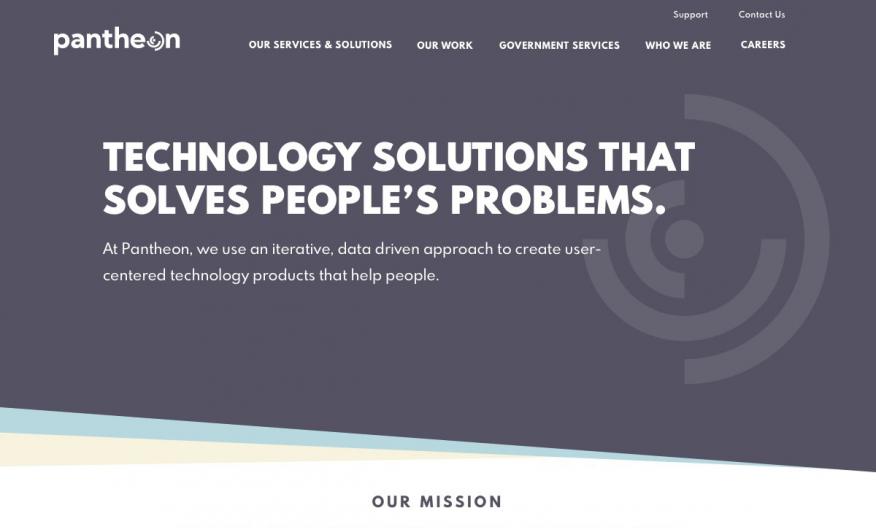 Support Contact Us
pantheon
OUR SERVICES & SOLUTIONS OUR WORK GOVERNMENT SERVICES WHO WE ARE CAREERS
TECHNOLOGY SOLUTIONS THAT
SOLVES PEOPLE’S PROBLEMS.
At Pantheon, we use an iterative, data driven approach to create user-
centered technology products that help people.
OUR MISSION